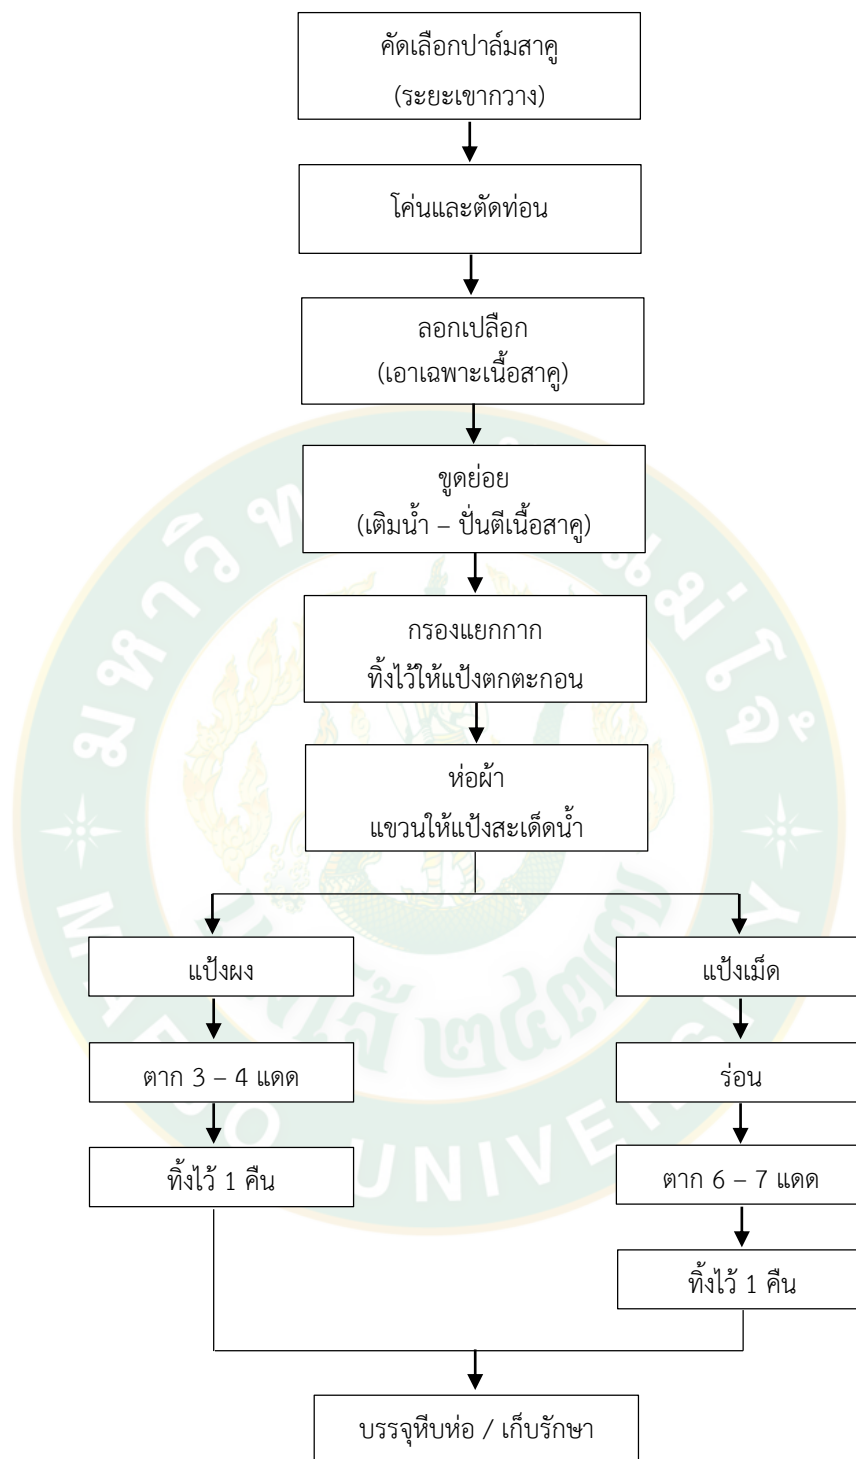 คัดเลือกปาล์มสาคู
(ระยะเขากวาง)
โค่นและตัดท่อน
ลอกเปลือก
(เอาเฉพาะเนื้อสาคู)
ขูดย่อย
(เติมน้ำ – ปั่นตีเนื้อสาคู)
กรองแยกกาก
ทิ้งไว้ให้แป้งตกตะกอน
ห่อผ้า
แขวนให้แป้งสะเด็ดน้ำ
แป้งผง
ตาก 3 – 4 แดด
ทิ้งไว้ 1 คืน
แป้งเม็ด
ร่อน
ตาก 6 – 7 แดด
ทิ้งไว้ 1 คืน
บรรจุหีบห่อ / เก็บรักษา